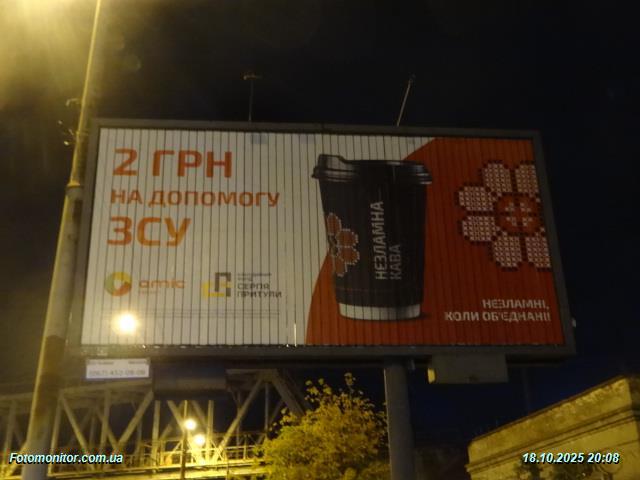 2 ГРН
НА ДОПОМОГУ
ЗСУ
amic
СЕРГІЯ
ПРИТУЛИ
НЕЗЛАМНА
КАВА
НЕЗЛАМНІ,
КОЛИ ОБ'ЄДНАНІ!
Fotomonitor.com.ua
18.10.2025 20:08